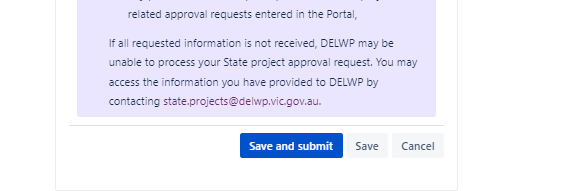 related approval requests entered in the Portal,
If all requested information is not received, DELWP may be
unable to process your State project approval request. You may
access the information you have provided to DELWP by
contacting state.projects@delwp.vic.gov.au.
Save and submit Save Cancel